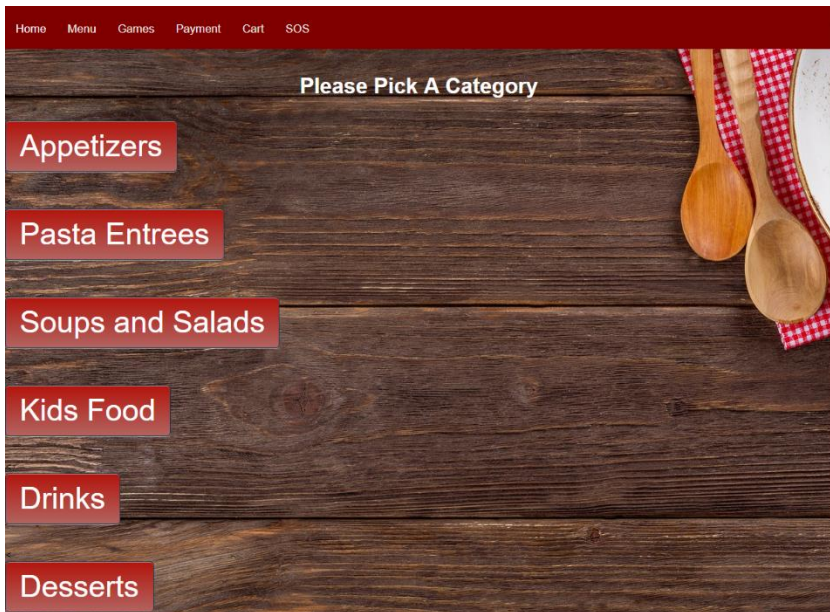 Home Menu Games Payment Cart SOS
Please Pick A Category
Appetizers
Pasta Entrees
Soups and Salads
Kids Food
Drinks
Desserts